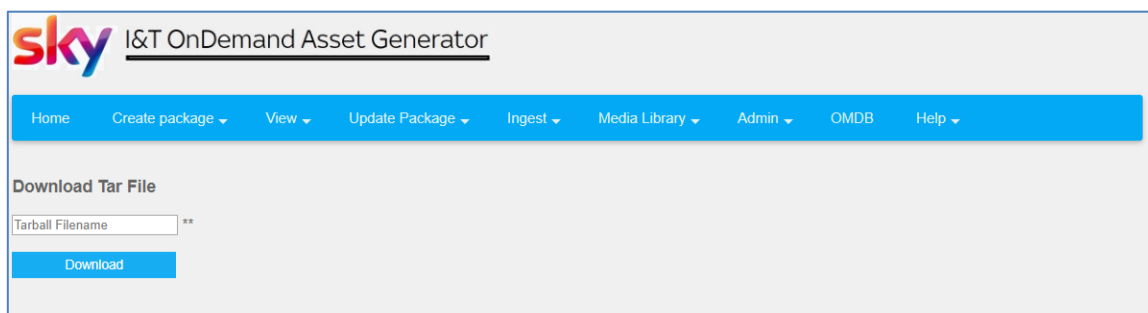 sky I&T OnDemand Asset Generator
Home Create package View Update Package Ingest Media Library Admin OMDB Help
Download Tar File
Tarball Filename **
Download